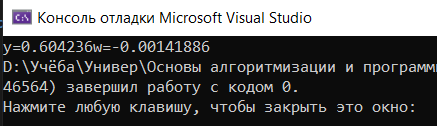 Консоль отладки Microsoft Visual Studio
y=0.604236w=-0.00141886
D:\Учёба\Универ\Основы алгоритмизации и
46564) завершил работу с кодом 0.
Нажмите любую клавишу, чтобы закрыть это окно: